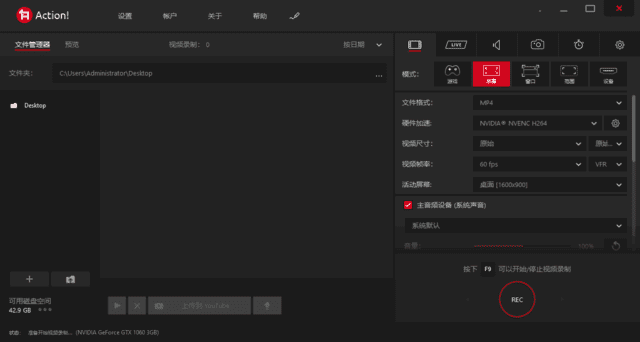 Action!
设置 帐户 关于 帮助
文件管理器 预览 视频录制: 0 按日期
LIVE
文件夹: C:\Users\Administrator\Desktop ...
模式: 游戏 屏幕 窗口 范围 设备
Desktop
文件格式: MP4
硬件加速: NVIDIA® NVENC H264
视频尺寸: 原始 原始...
视频帧率: 60 fps VFR
活动屏幕: 桌面 [1600x900]
主音频设备 (系统声音)
系统默认
音量: 100%
按下 F9 可以开始/停止视频录制
REC
可用磁盘空间
42.9 GB
上传到 YouTube
状态: 准备开始视频录制... (NVIDIA GeForce GTX 1060 3GB)